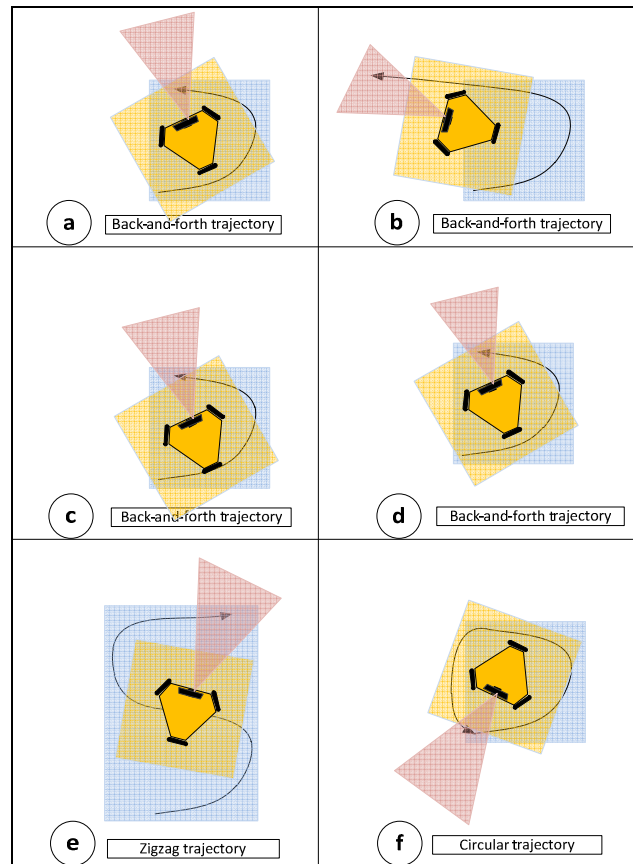 a
Back-and-forth trajectory
b
Back-and-forth trajectory
c
Back-and-forth trajectory
d
Back-and-forth trajectory
e
Zigzag trajectory
f
Circular trajectory